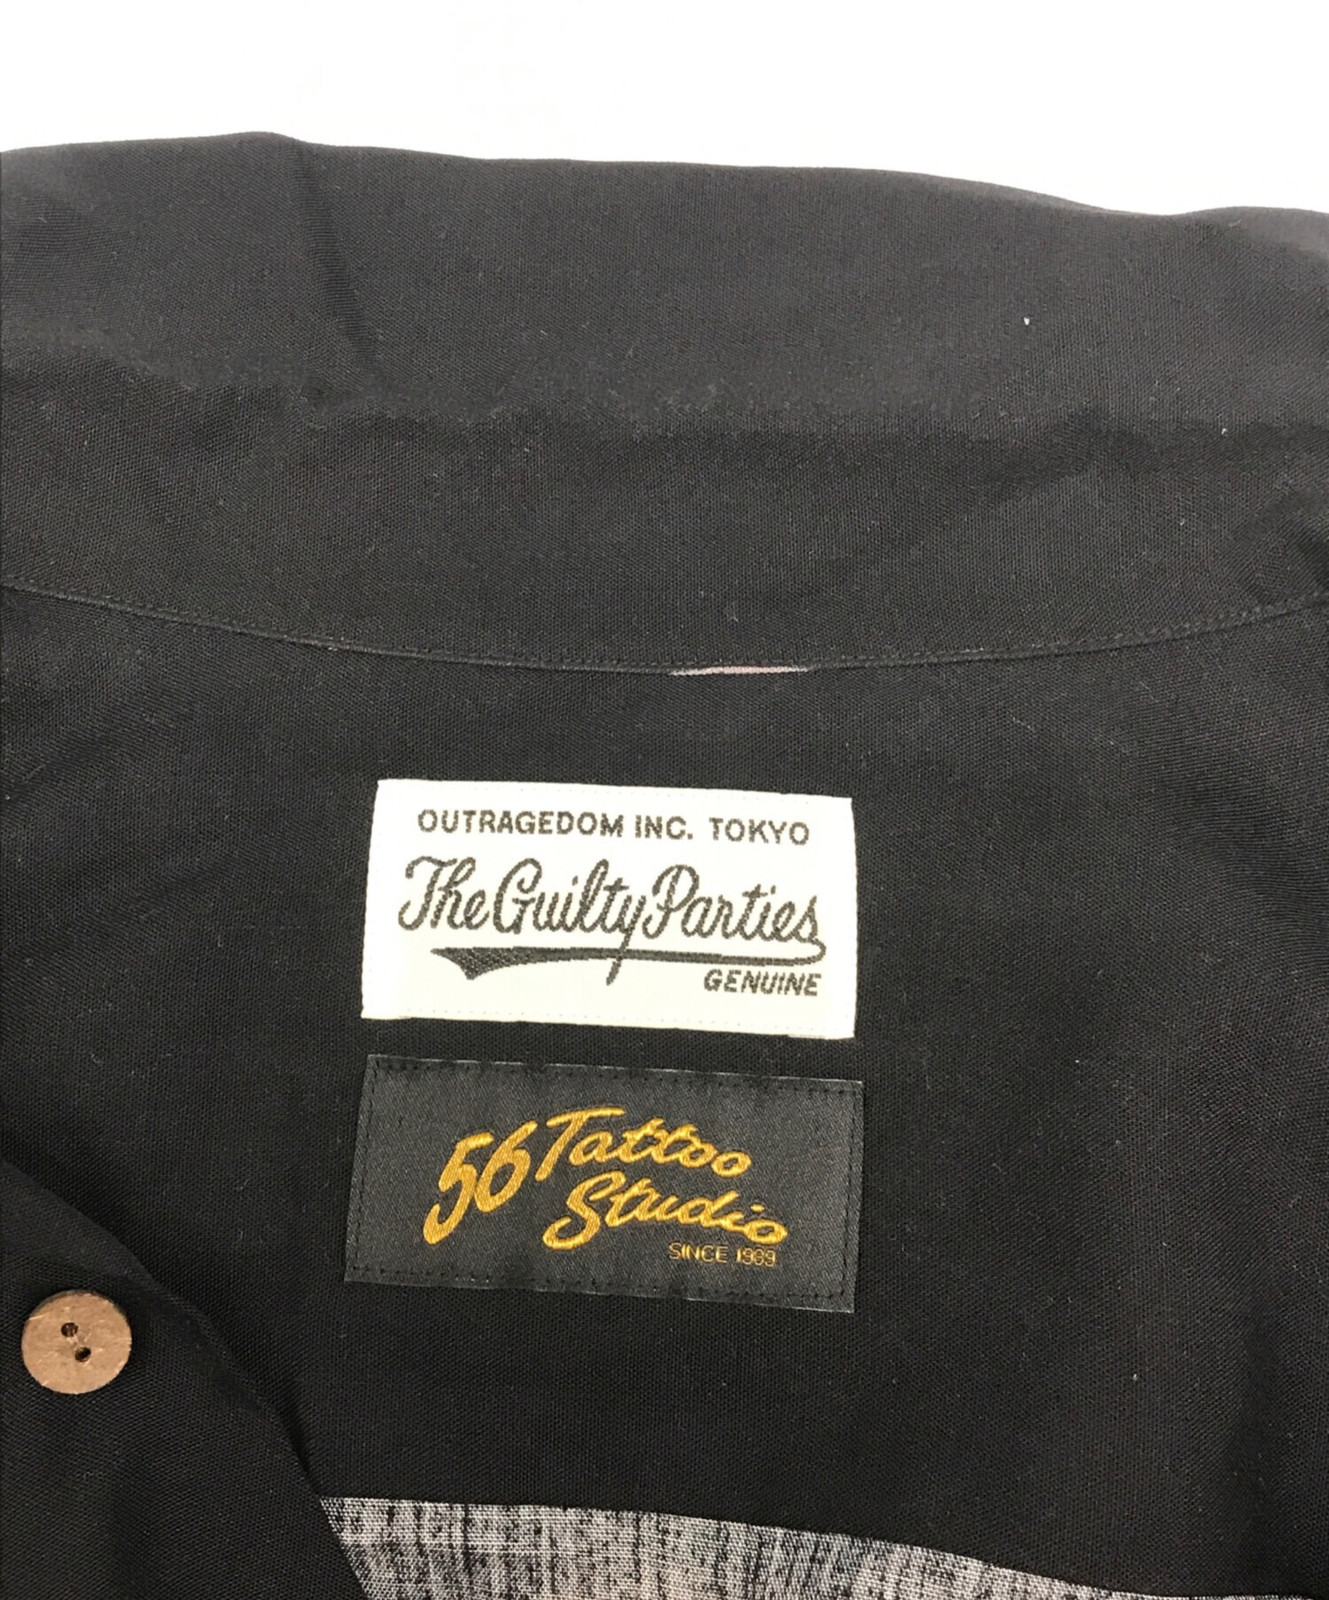 OUTRAGEDOM INC. TOKYO
The Guilty Parties
GENUINE
56 Tattoo
Studio
SINCE 1989